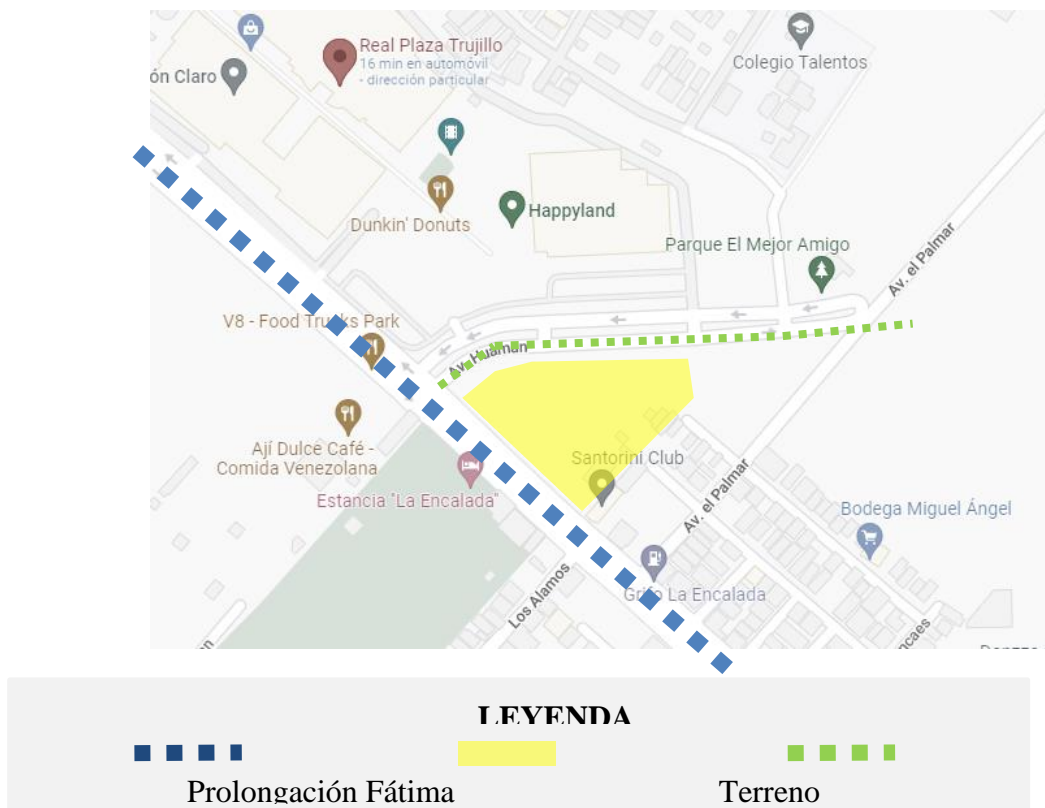 Real Plaza Trujillo
16 min en automóvil
- dirección particular
Colegio Talentos
ón Claro
Dunkin' Donuts
Happyland
Parque El Mejor Amigo
Av. el Palmar
V8 - Food Trucks Park
Av. Huamán
Ají Dulce Café -
Comida Venezolana
Santorini Club
Estancia "La Encalada"
Av. el Palmar
Bodega Miguel Ángel
Grifo La Encalada
Los Alamos
LEYENDA
Prolongación Fátima
Terreno